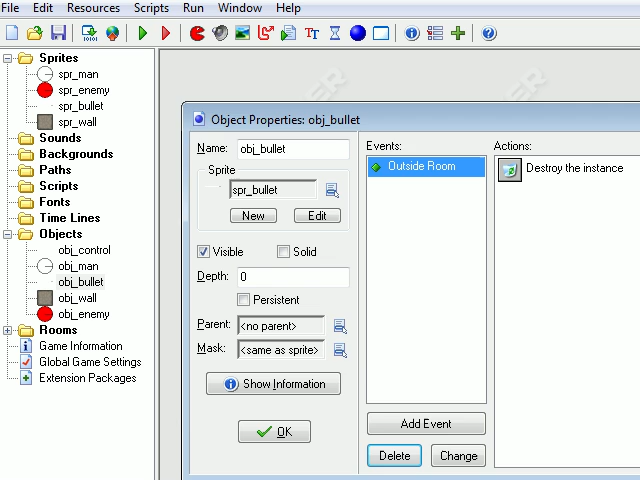 File Edit Resources Scripts Run Window Help
Sprites
spr_man
spr_enemy
spr_bullet
spr_wall
Sounds
Backgrounds
Paths
Scripts
Fonts
Time Lines
Objects
obj_control
obj_man
obj_bullet
obj_wall
obj_enemy
Rooms
Game Information
Global Game Settings
Extension Packages
Object Properties: obj_bullet
Name: obj_bullet
Sprite
spr_bullet
New Edit
Visible Solid
Depth: 0
Persistent
Parent: <no parent>
Mask: <same as sprite>
Show Information
OK
Events:
Outside Room
Add Event
Delete Change
Actions:
Destroy the instance